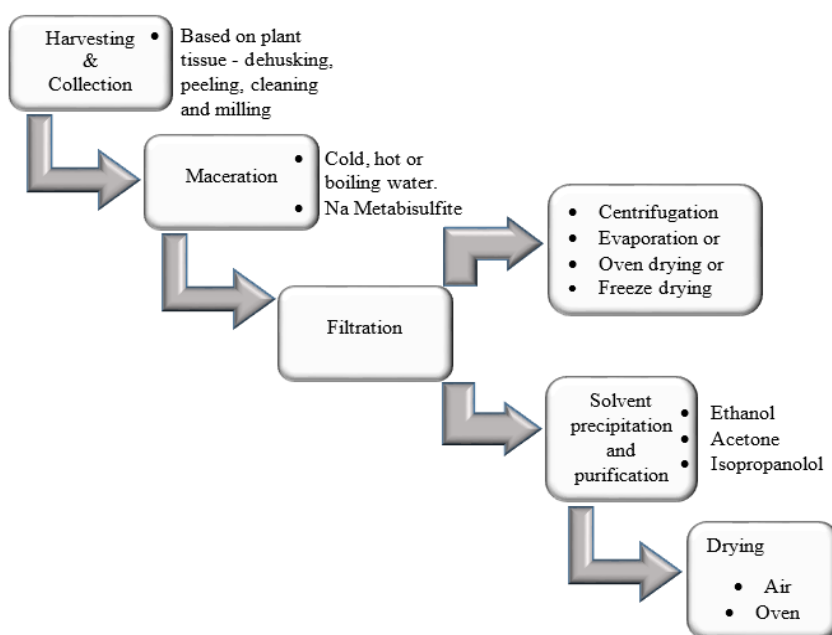 Harvesting
&
Collection
• Based on plant
tissue - dehusking,
peeling, cleaning
and milling
Maceration
• Cold, hot or
boiling water.
• Na Metabisulfite
Filtration
• Centrifugation
• Evaporation or
• Oven drying or
• Freeze drying
Solvent
precipitation
and
purification
• Ethanol
• Acetone
• Isopropanolol
Drying
• Air
• Oven